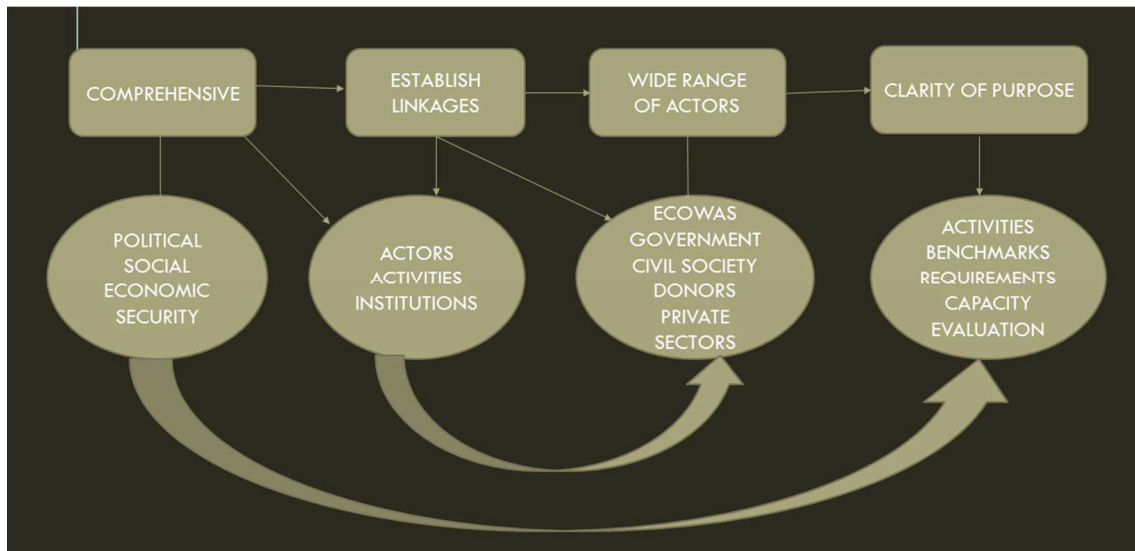 COMPREHENSIVE
ESTABLISH
LINKAGES
WIDE RANGE
OF ACTORS
CLARITY OF PURPOSE
POLITICAL
SOCIAL
ECONOMIC
SECURITY
ACTORS
ACTIVITIES
INSTITUTIONS
ECOWAS
GOVERNMENT
CIVIL SOCIETY
DONORS
PRIVATE
SECTORS
ACTIVITIES
BENCHMARKS
REQUIREMENTS
CAPACITY
EVALUATION